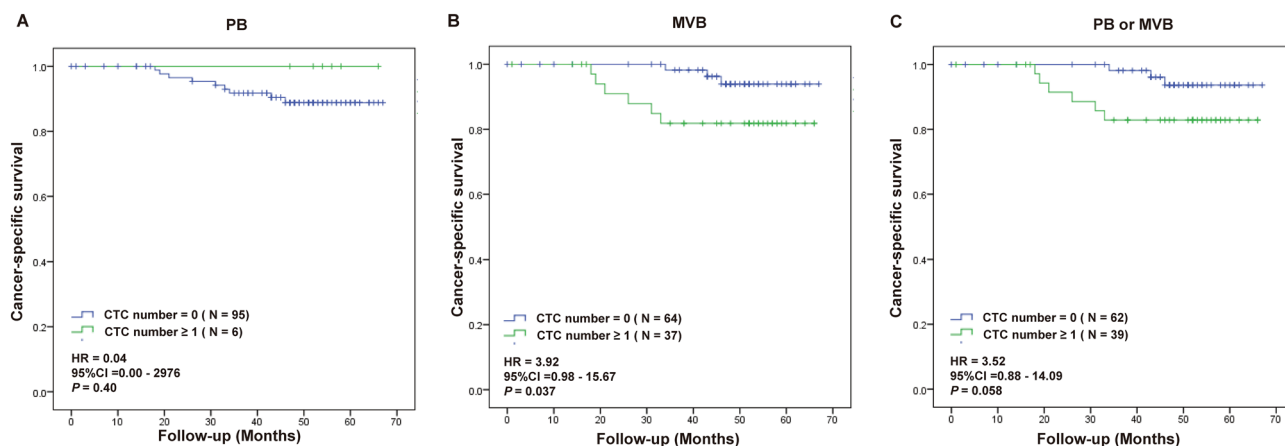 A
PB
Cancer-specific survival
1.0
0.8
0.6
0.4
0.2
0.0
CTC number = 0 ( N = 95)
CTC number ≥ 1 ( N = 6)
HR = 0.04
95%CI =0.00 - 2976
P = 0.40
0 10 20 30 40 50 60 70
Follow-up (Months)
B
MVB
Cancer-specific survival
1.0
0.8
0.6
0.4
0.2
0.0
CTC number = 0 ( N = 64)
CTC number ≥ 1 ( N = 37)
HR = 3.92
95%CI =0.98 - 15.67
P = 0.037
0 10 20 30 40 50 60 70
Follow-up (Months)
C
PB or MVB
Cancer-specific survival
1.0
0.8
0.6
0.4
0.2
0.0
CTC number = 0 ( N = 62)
CTC number ≥ 1 ( N = 39)
HR = 3.52
95%CI =0.88 - 14.09
P = 0.058
0 10 20 30 40 50 60 70
Follow-up (Months)